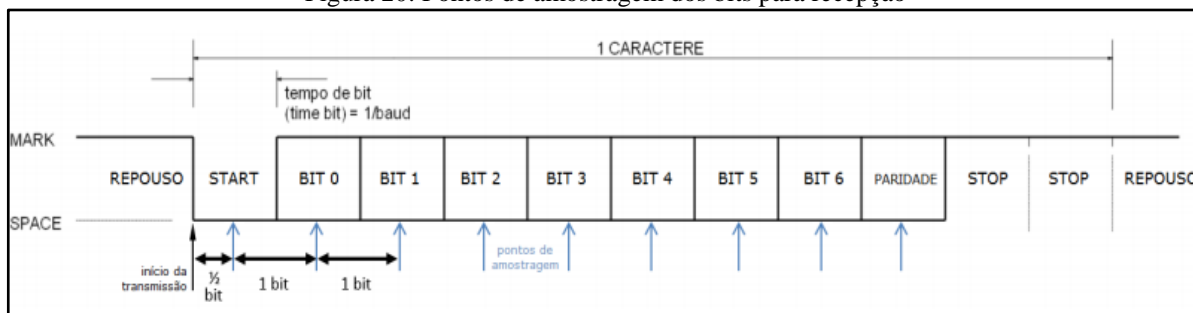 Figura 20: Pontos de amostragem dos bits para recepção
1 CARACTERE
tempo de bit
(time bit) = 1/baud
MARK
REPOUSO START BIT 0 BIT 1 BIT 2 BIT 3 BIT 4 BIT 5 BIT 6 PARIDADE STOP STOP REPOUSO
SPACE
pontos de
amostragem
início da
transmissão
½
bit
1 bit
1 bit